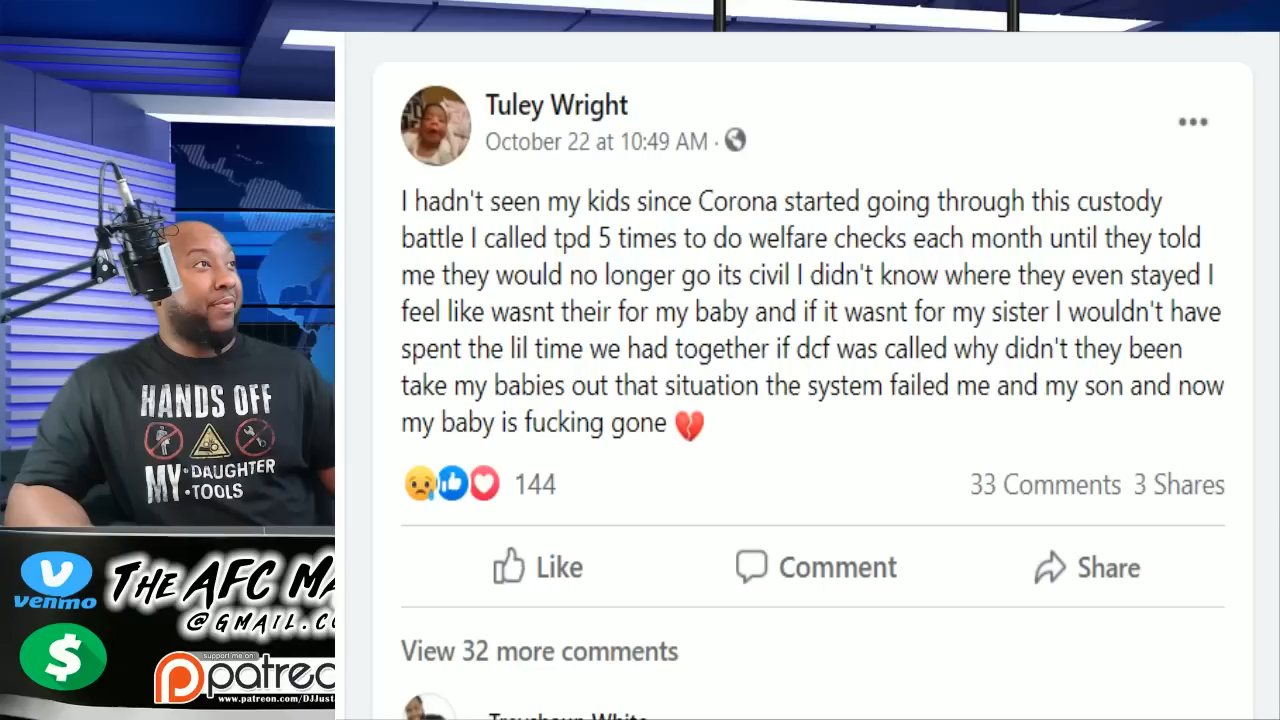 Tuley Wright
October 22 at 10:49 AM ·
I hadn't seen my kids since Corona started going through this custody
battle I called tpd 5 times to do welfare checks each month until they told
me they would no longer go its civil I didn't know where they even stayed I
feel like wasnt their for my baby and if it wasnt for my sister I wouldn't have
spent the lil time we had together if dcf was called why didn't they been
take my babies out that situation the system failed me and my son and now
my baby is fucking gone
144
33 Comments 3 Shares
Like
Comment
Share
View 32 more comments
HANDS OFF
MY • DAUGHTER
• TOOLS
venmo
THE AFC MA
@GMAIL.CO
support me on
patreo
www.patreon.com/DJJust